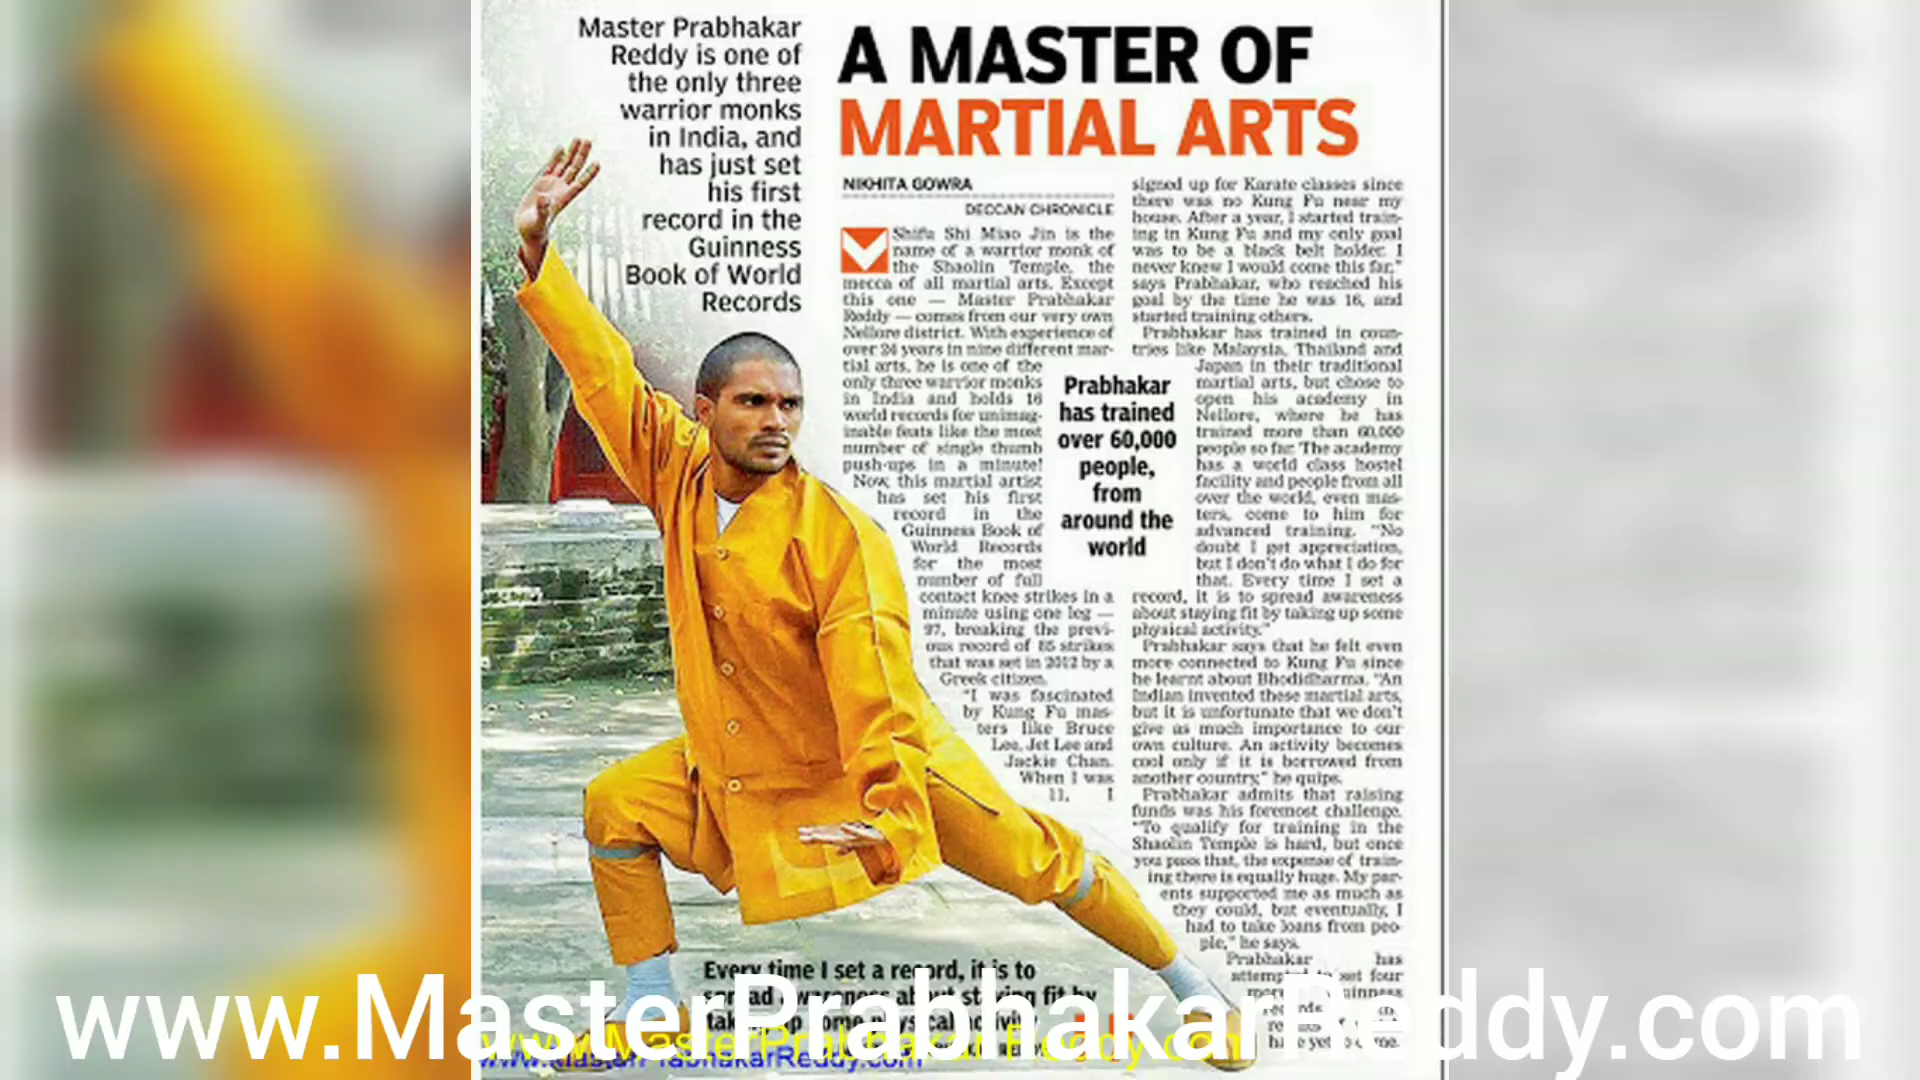 Master Prabhakar
Reddy is one of
the only three
warrior monks
in India, and
has just set
his first
record in the
Guinness
Book of World
Records
A MASTER OF
MARTIAL ARTS
NIKHITA GOWRA
DECCAN CHRONICLE
Shifu Shi Miao Jin is the
name of a warrior monk of
the Shaolin Temple, the
mecca of all martial arts. Except
this one — Master Prabhakar
Reddy — comes from our very own
Nellore district. With experience of
over 24 years in nine different mar-
tial arts, he is one of the
only three warrior monks
in India and holds 16
world records for unimag-
inable feats like the most
number of single thumb
push-ups in a minute!
Now, this martial artist
has set his first
record in the
Guinness Book of
World Records
for the most
number of full
contact knee strikes in a
minute using one leg —
97, breaking the previ-
ous record of 85 strikes
that was set in 2012 by a
Greek citizen.
"I was fascinated
by Kung Fu mas-
ters like Bruce
Lee, Jet Lee and
Jackie Chan.
When I was
11, I
signed up for Karate classes since
there was no Kung Fu near my
house. After a year, I started train-
ing in Kung Fu and my only goal
was to be a black belt holder. I
never knew I would come this far,"
says Prabhakar, who reached his
goal by the time he was 16, and
started training others.
Prabhakar has trained in coun-
tries like Malaysia, Thailand and
Japan in their traditional
martial arts, but chose to
open his academy in
Nellore, where he has
trained more than 60,000
people so far. The academy
has a world class hostel
facility and people from all
over the world, even mas-
ters, come to him for
advanced training. "No
doubt I get appreciation,
but I don't do what I do for
that. Every time I set a
record, it is to spread awareness
about staying fit by taking up some
physical activity."
Prabhakar says that he felt even
more connected to Kung Fu since
he learnt about Bhodidharma. "An
Indian invented these martial arts,
but it is unfortunate that we don't
give as much importance to our
own culture. An activity becomes
cool only if it is borrowed from
another country," he quips.
Prabhakar admits that raising
funds was his foremost challenge.
"To qualify for training in the
Shaolin Temple is hard, but once
you pass that, the expense of train-
ing there is equally huge. My par-
ents supported me as much as
they could, but eventually, I
had to take loans from peo-
ple," he says.
Prabhakar has
set four
Prabhakar
has trained
over 60,000
people,
from
around the
world
Every time I set a record, it is to
spread awareness about staying fit by
www.MasterPrabhakarReddy.com
www.MasterPrabhakarReddy.com
www.MasterPrabhakarReddy.com